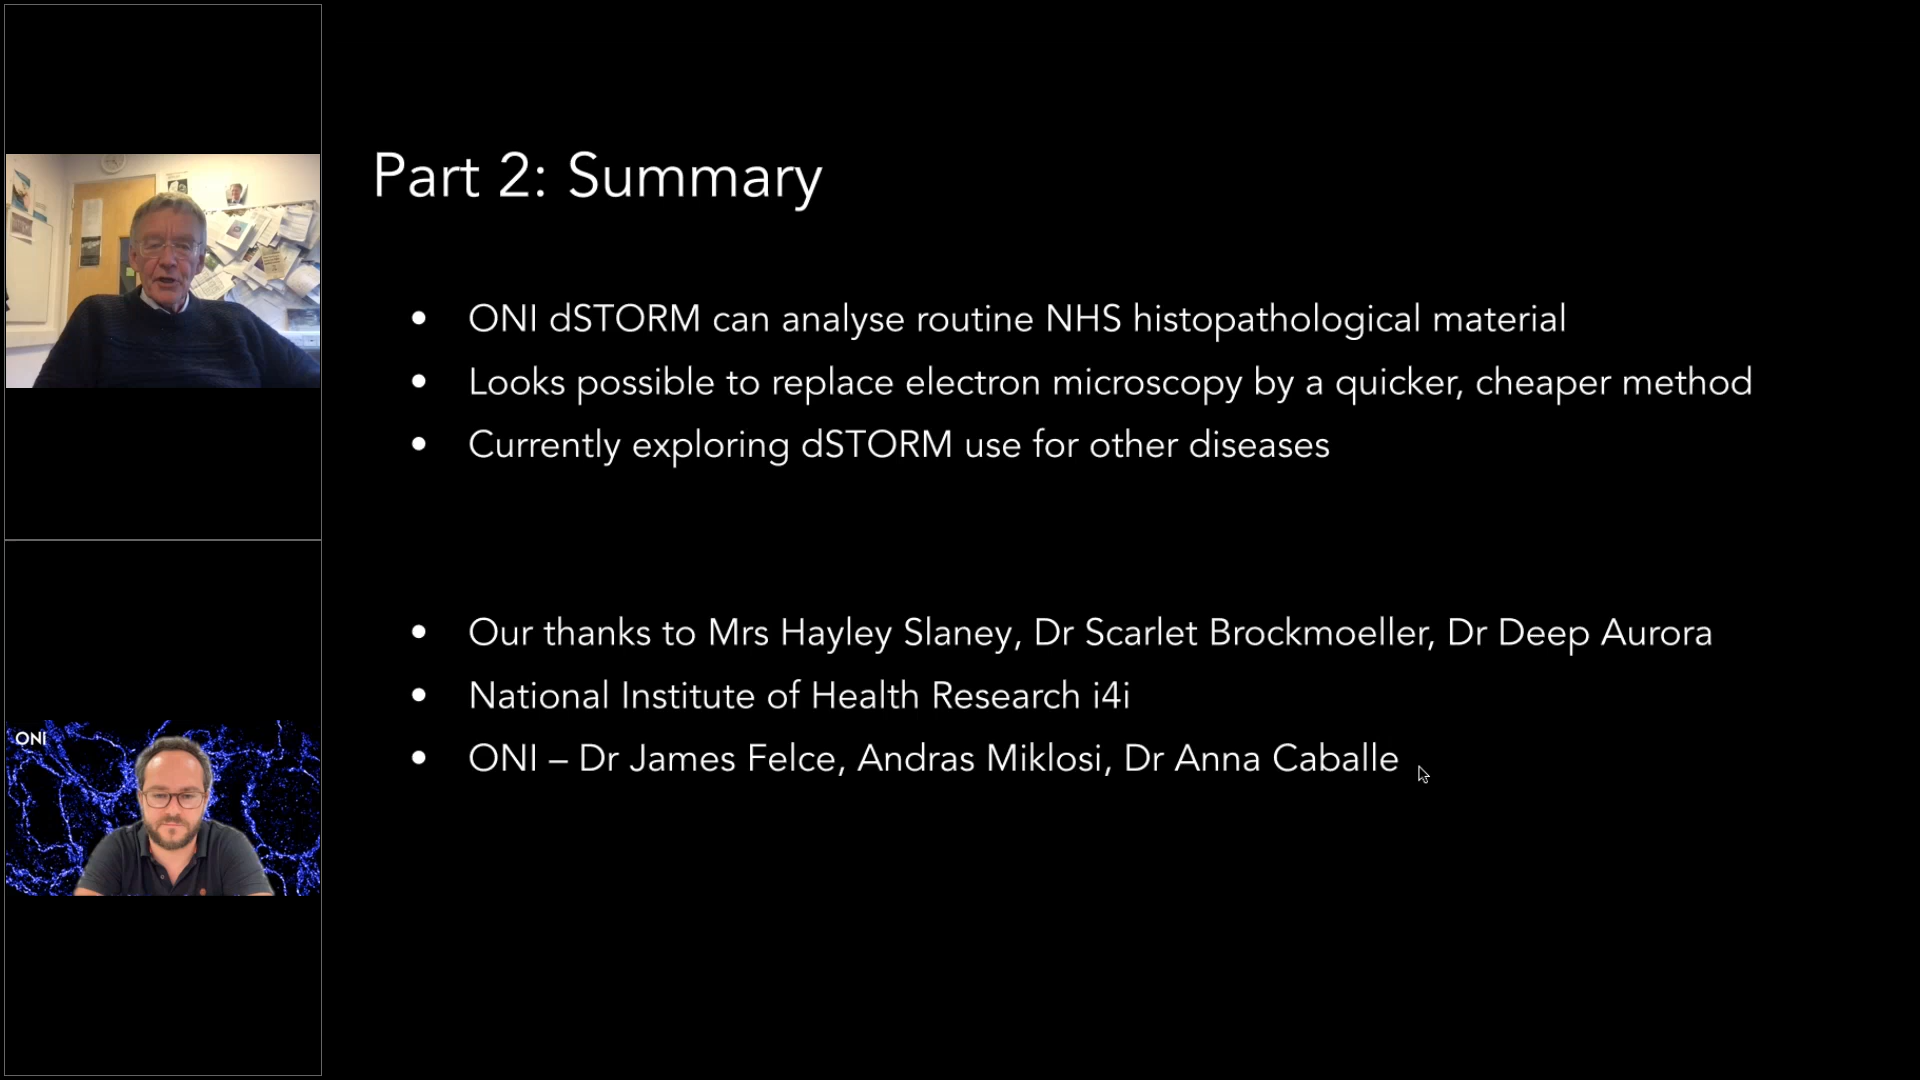 Part 2: Summary
• ONI dSTORM can analyse routine NHS histopathological material
• Looks possible to replace electron microscopy by a quicker, cheaper method
• Currently exploring dSTORM use for other diseases
• Our thanks to Mrs Hayley Slaney, Dr Scarlet Brockmoeller, Dr Deep Aurora
• National Institute of Health Research i4i
• ONI – Dr James Felce, Andras Miklosi, Dr Anna Caballe
ONI